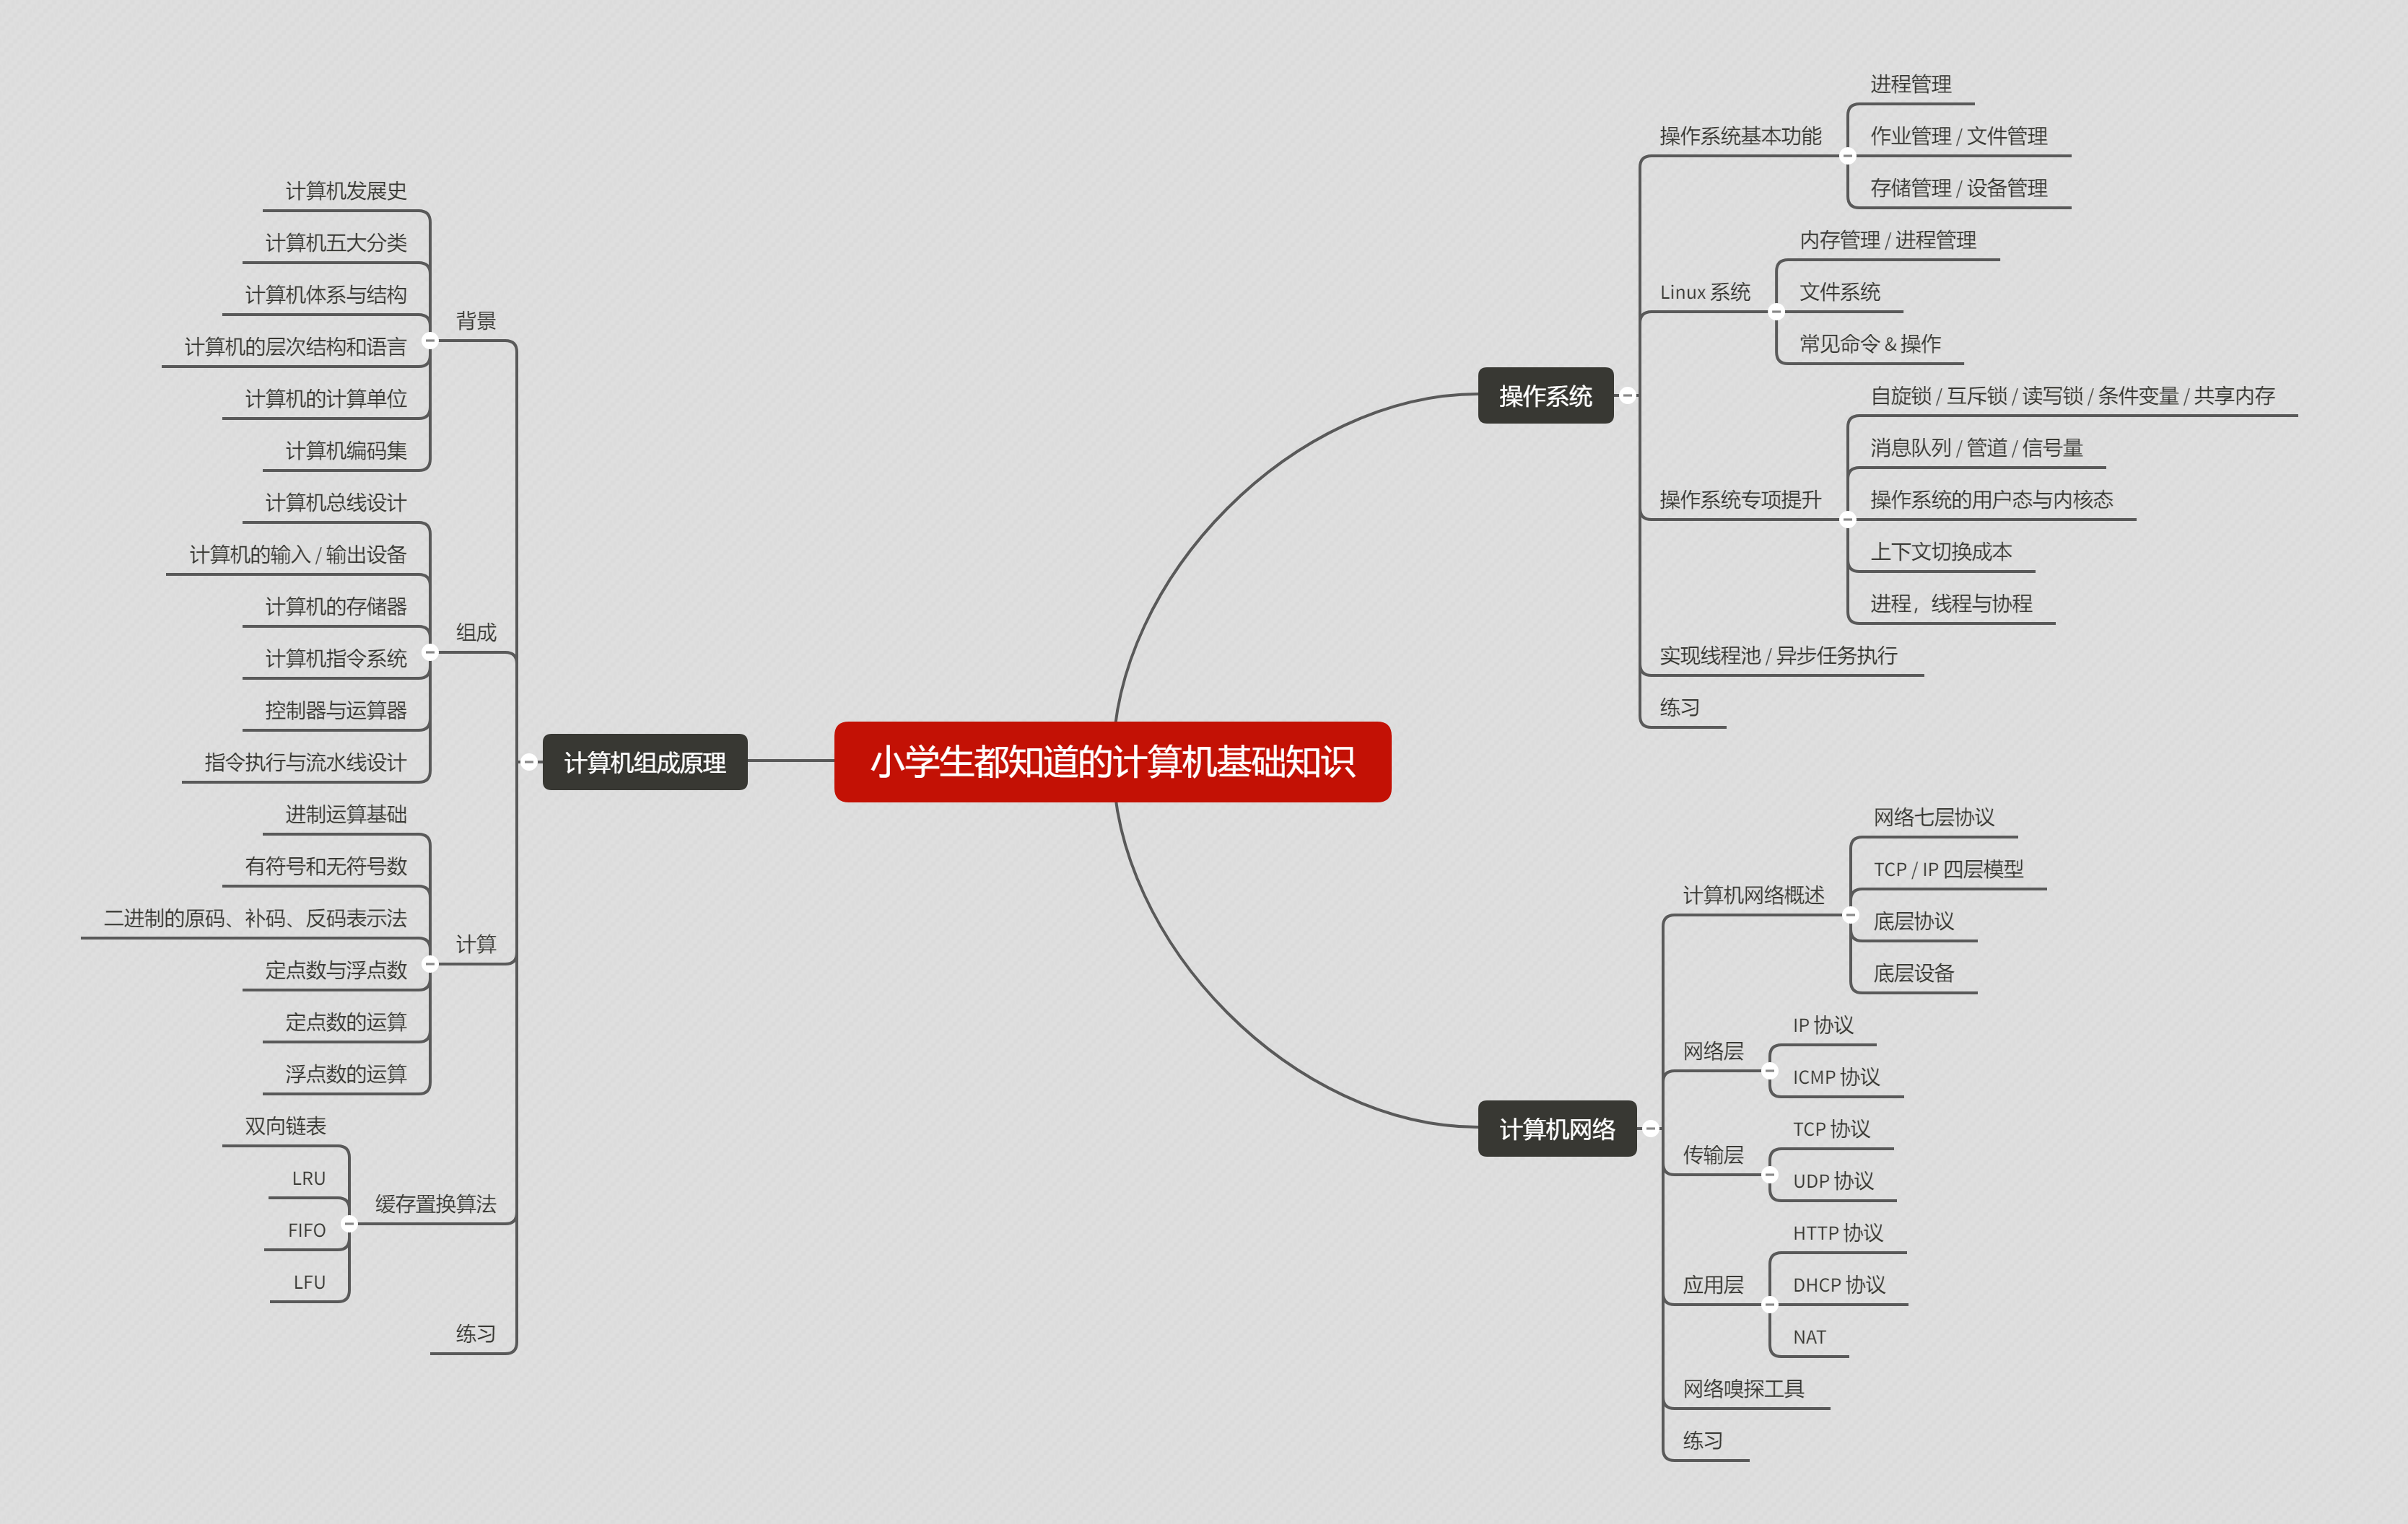 小学生都知道的计算机基础知识
计算机组成原理
背景
计算机发展史
计算机五大分类
计算机体系与结构
计算机的层次结构和语言
计算机的计算单位
计算机编码集
组成
计算机总线设计
计算机的输入 / 输出设备
计算机的存储器
计算机指令系统
控制器与运算器
指令执行与流水线设计
计算
进制运算基础
有符号和无符号数
二进制的原码、补码、反码表示法
定点数与浮点数
定点数的运算
浮点数的运算
缓存置换算法
双向链表
LRU
FIFO
LFU
练习
操作系统
操作系统基本功能
进程管理
作业管理 / 文件管理
存储管理 / 设备管理
Linux 系统
内存管理 / 进程管理
文件系统
常见命令 & 操作
操作系统专项提升
自旋锁 / 互斥锁 / 读写锁 / 条件变量 / 共享内存
消息队列 / 管道 / 信号量
操作系统的用户态与内核态
上下文切换成本
进程，线程与协程
实现线程池 / 异步任务执行
练习
计算机网络
计算机网络概述
网络七层协议
TCP / IP 四层模型
底层协议
底层设备
网络层
IP 协议
ICMP 协议
传输层
TCP 协议
UDP 协议
应用层
HTTP 协议
DHCP 协议
NAT
网络嗅探工具
练习